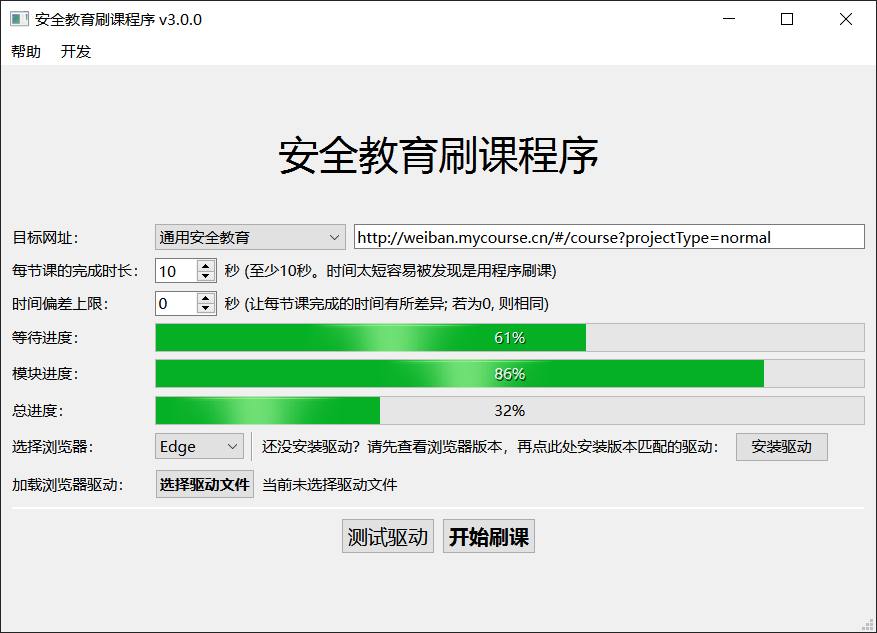 安全教育刷课程序 v3.0.0
帮助 开发
安全教育刷课程序
目标网址： 通用安全教育 http://weiban.mycourse.cn/#/course?projectType=normal
每节课的完成时长： 10 秒 (至少10秒。时间太短容易被发现是用程序刷课)
时间偏差上限： 0 秒 (让每节课完成的时间有所差异; 若为0, 则相同)
等待进度： 61%
模块进度： 86%
总进度： 32%
选择浏览器： Edge 还没安装驱动？请先查看浏览器版本，再点此处安装版本匹配的驱动： 安装驱动
加载浏览器驱动： 选择驱动文件 当前未选择驱动文件
测试驱动 开始刷课